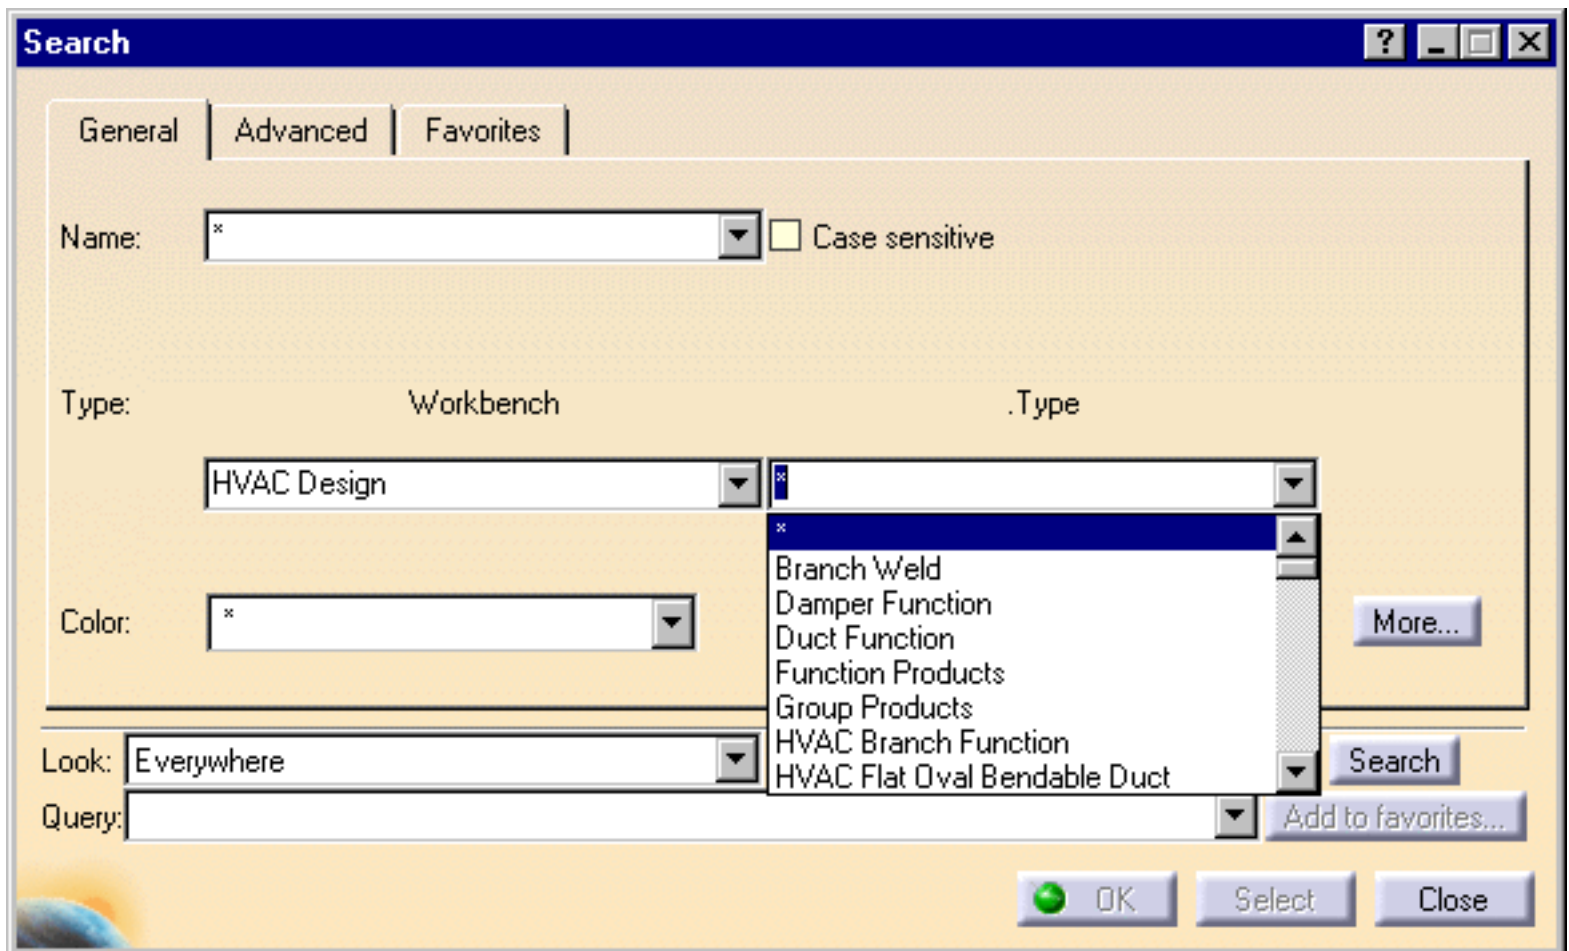 Search
General Advanced Favorites
Name: * Case sensitive
Type: Workbench .Type
HVAC Design *
*
Branch Weld
Damper Function
Color: * More...
Duct Function
Function Products
Group Products
HVAC Branch Function
Look: Everywhere Search
HVAC Flat Oval Bendable Duct
Query: Add to favorites...
OK Select Close